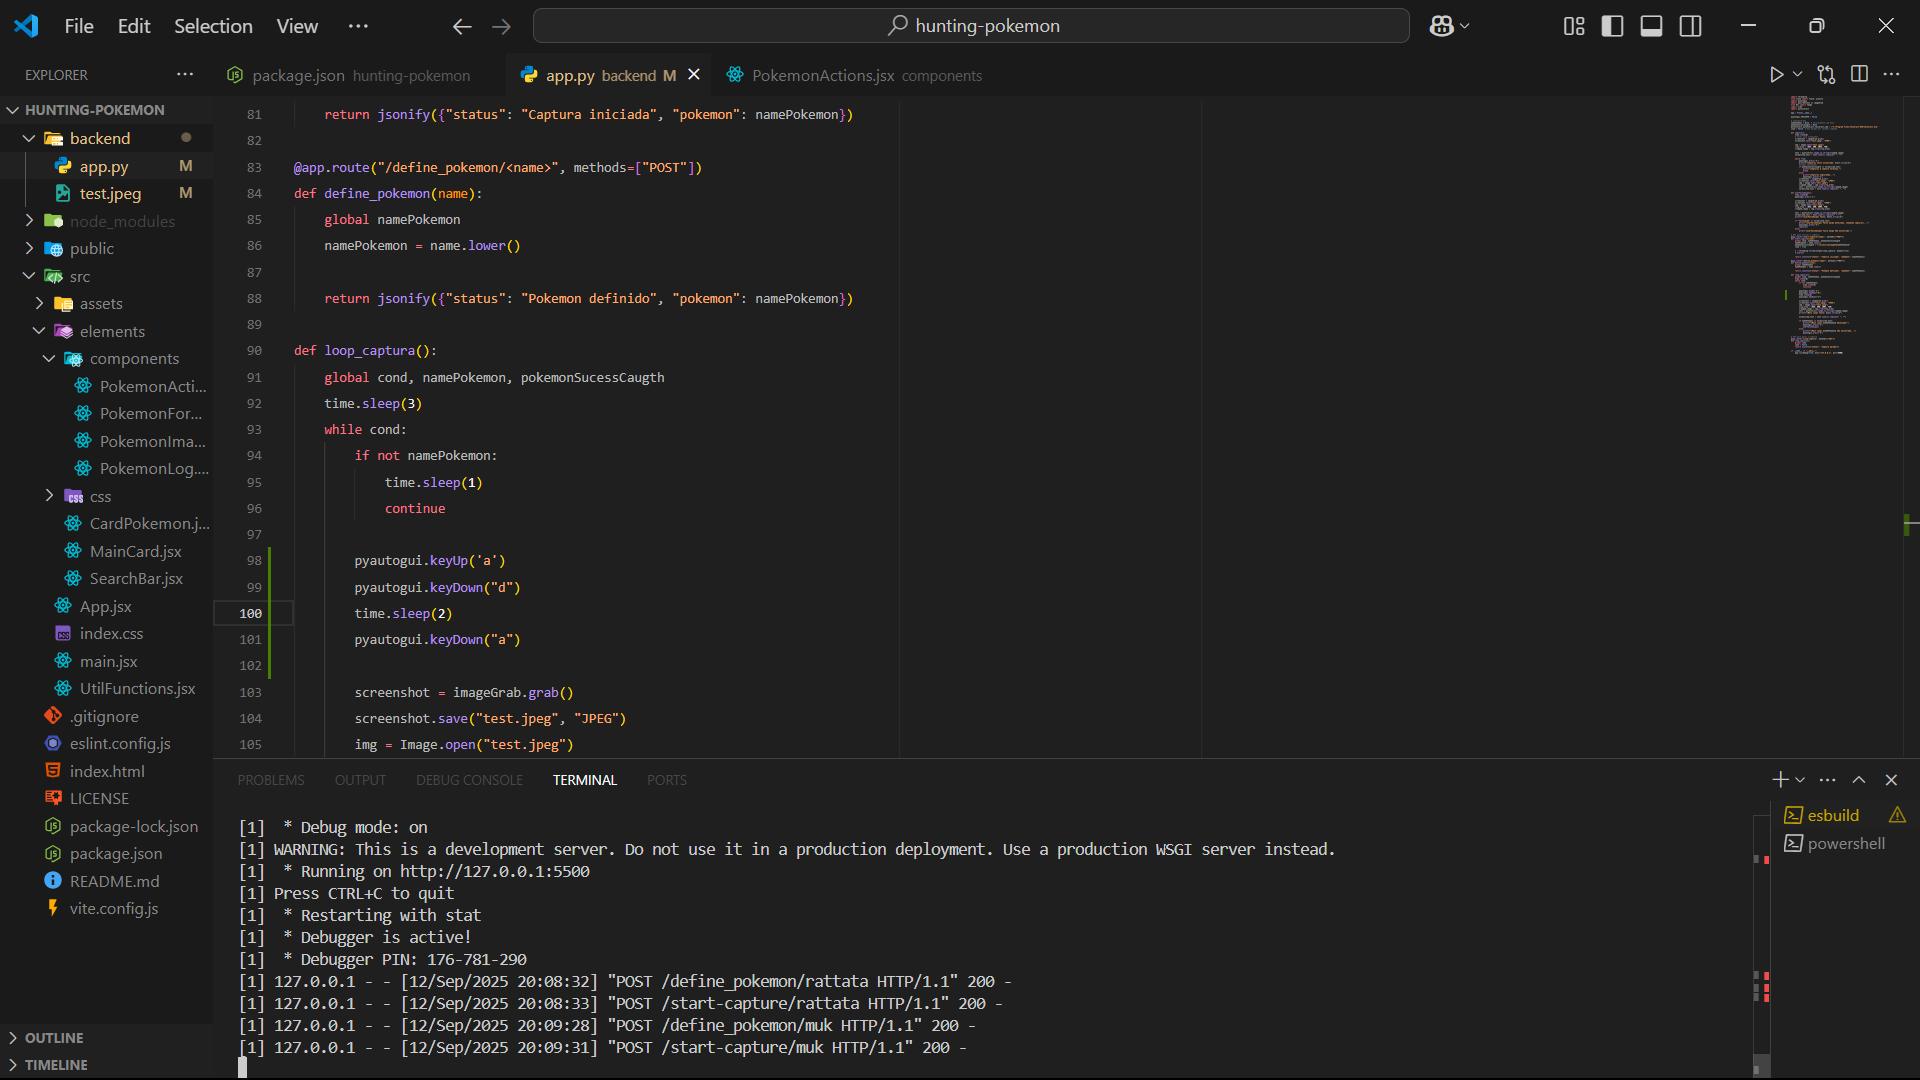 File Edit Selection View ··· hunting-pokemon
EXPLORER ···
HUNTING-POKEMON
backend
app.py M
test.jpeg M
node_modules
public
src
assets
elements
components
PokemonActi...
PokemonFor...
PokemonIma...
PokemonLog....
css
CardPokemon.j...
MainCard.jsx
SearchBar.jsx
App.jsx
index.css
main.jsx
UtilFunctions.jsx
.gitignore
eslint.config.js
index.html
LICENSE
package-lock.json
package.json
README.md
vite.config.js
OUTLINE
TIMELINE
package.json hunting-pokemon app.py backend M PokemonActions.jsx components
81 return jsonify({"status": "Captura iniciada", "pokemon": namePokemon})
82
83 @app.route("/define_pokemon/<name>", methods=["POST"])
84 def define_pokemon(name):
85 global namePokemon
86 namePokemon = name.lower()
87
88 return jsonify({"status": "Pokemon definido", "pokemon": namePokemon})
89
90 def loop_captura():
91 global cond, namePokemon, pokemonSucessCaugth
92 time.sleep(3)
93 while cond:
94 if not namePokemon:
95 time.sleep(1)
96 continue
97
98 pyautogui.keyUp('a')
99 pyautogui.keyDown("d")
100 time.sleep(2)
101 pyautogui.keyDown("a")
102
103 screenshot = imageGrab.grab()
104 screenshot.save("test.jpeg", "JPEG")
105 img = Image.open("test.jpeg")
PROBLEMS OUTPUT DEBUG CONSOLE TERMINAL PORTS
[1] * Debug mode: on
[1] WARNING: This is a development server. Do not use it in a production deployment. Use a production WSGI server instead.
[1] * Running on http://127.0.0.1:5500
[1] Press CTRL+C to quit
[1] * Restarting with stat
[1] * Debugger is active!
[1] * Debugger PIN: 176-781-290
[1] 127.0.0.1 - - [12/Sep/2025 20:08:32] "POST /define_pokemon/rattata HTTP/1.1" 200 -
[1] 127.0.0.1 - - [12/Sep/2025 20:08:33] "POST /start-capture/rattata HTTP/1.1" 200 -
[1] 127.0.0.1 - - [12/Sep/2025 20:09:28] "POST /define_pokemon/muk HTTP/1.1" 200 -
[1] 127.0.0.1 - - [12/Sep/2025 20:09:31] "POST /start-capture/muk HTTP/1.1" 200 -
esbuild
powershell